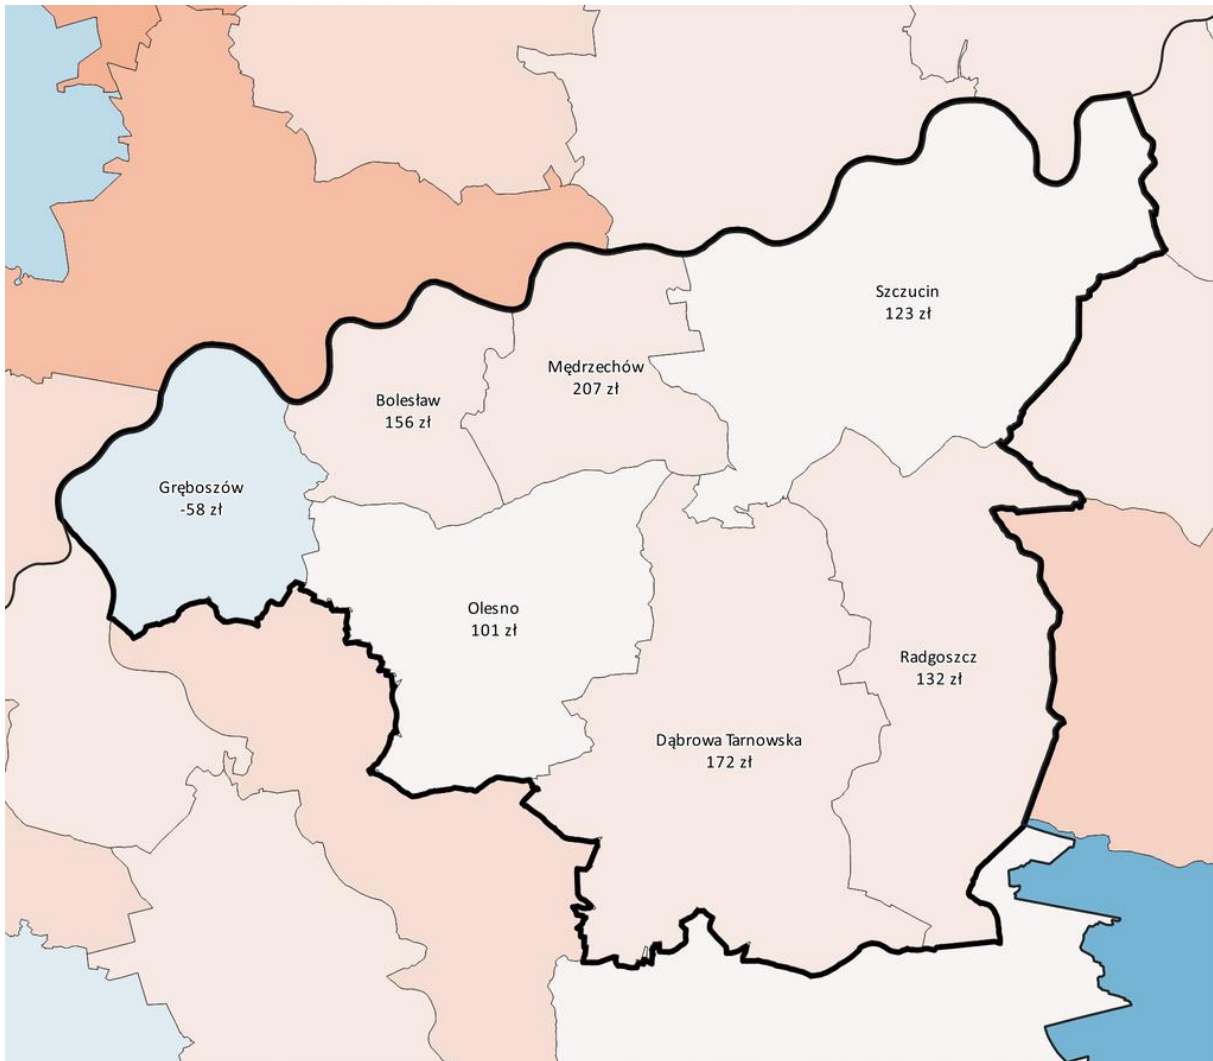 Szczucin
123 zł
Mędrzechów
207 zł
Bolesław
156 zł
Gręboszów
-58 zł
Olesno
101 zł
Radgoszcz
132 zł
Dąbrowa Tarnowska
172 zł